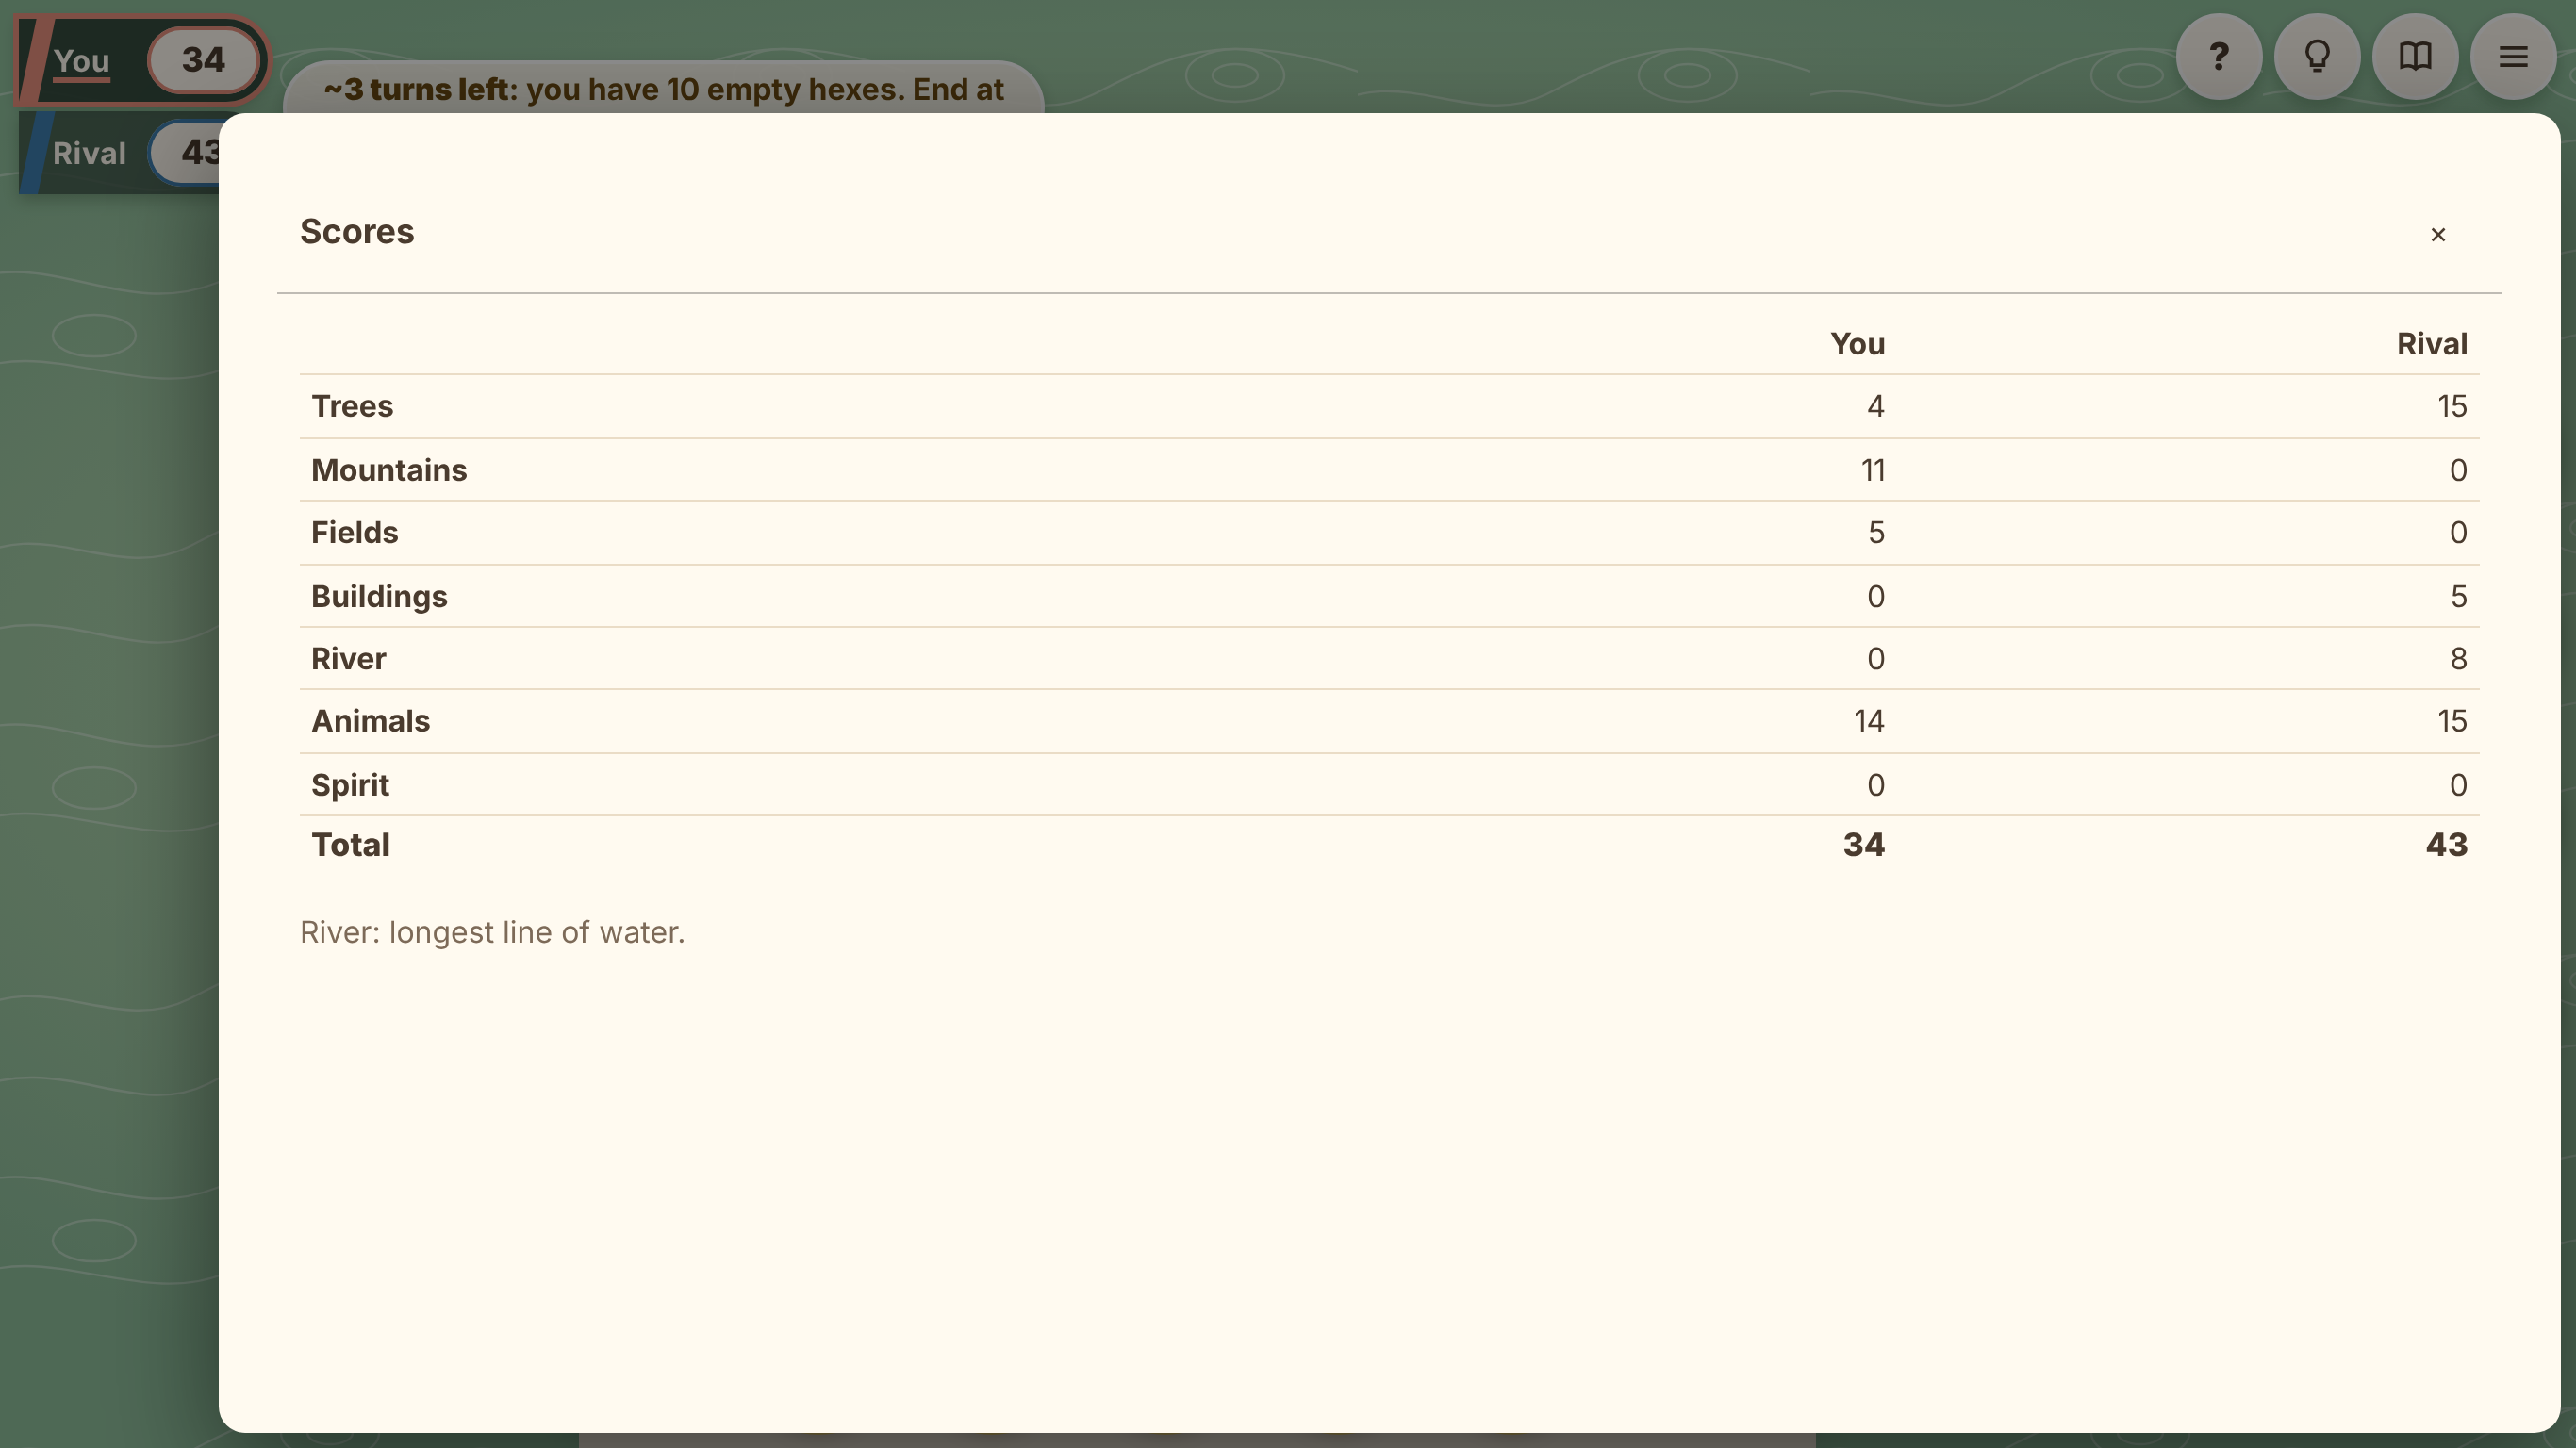 You 34
~3 turns left: you have 10 empty hexes. End at
?
Rival 43
Scores ×
You Rival
Trees 4 15
Mountains 11 0
Fields 5 0
Buildings 0 5
River 0 8
Animals 14 15
Spirit 0 0
Total 34 43
River: longest line of water.